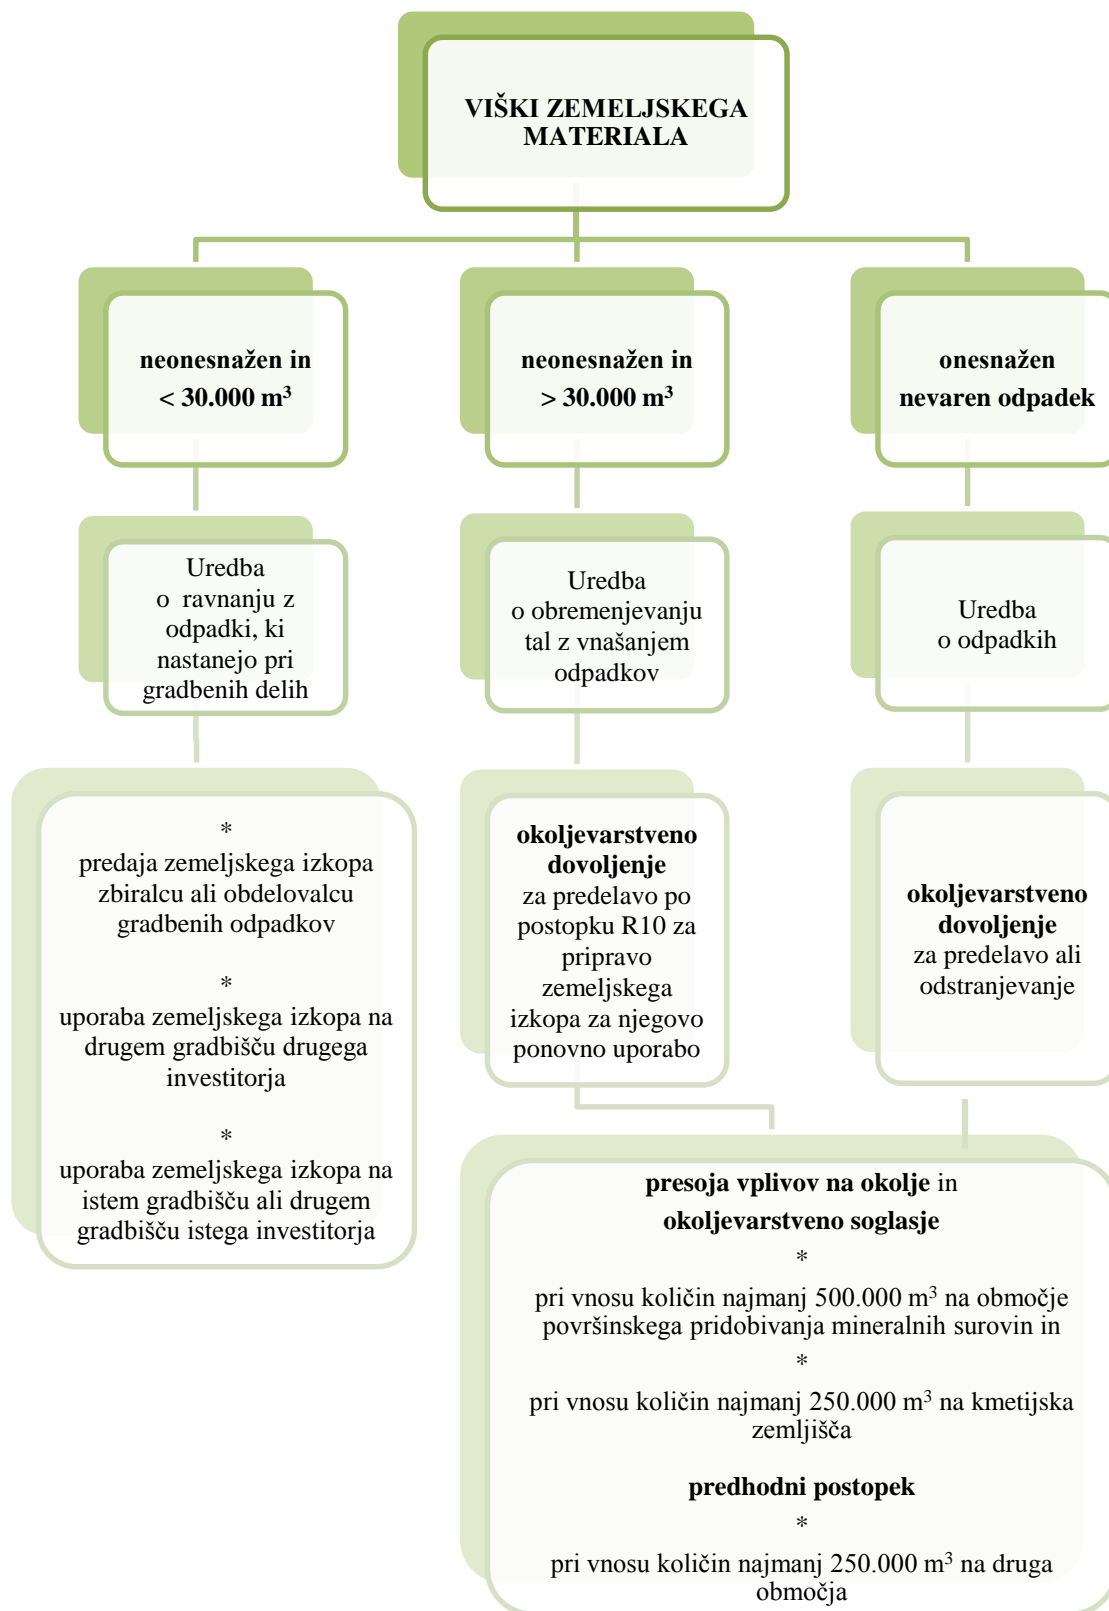 VIŠKI ZEMELJSKEGA
MATERIALA
neonesnažen in
< 30.000 m³
neonesnažen in
> 30.000 m³
onesnažen
nevaren odpadek
Uredba
o ravnanju z
odpadki, ki
nastanejo pri
gradbenih delih
Uredba
o obremenjevanju
tal z vnašanjem
odpadkov
Uredba
o odpadkih
*
predaja zemeljskega izkopa
zbiralcu ali obdelovalcu
gradbenih odpadkov
*
uporaba zemeljskega izkopa na
drugem gradbišču drugega
investitorja
*
uporaba zemeljskega izkopa na
istem gradbišču ali drugem
gradbišču istega investitorja
okoljevarstveno
dovoljenje
za predelavo po
postopku R10 za
pripravo
zemeljskega
izkopa za njegovo
ponovno uporabo
okoljevarstveno
dovoljenje
za predelavo ali
odstranjevanje
presoja vplivov na okolje in
okoljevarstveno soglasje
*
pri vnosu količin najmanj 500.000 m³ na območje
površinskega pridobivanja mineralnih surovin in
*
pri vnosu količin najmanj 250.000 m³ na kmetijska
zemljišča
predhodni postopek
*
pri vnosu količin najmanj 250.000 m³ na druga
območja